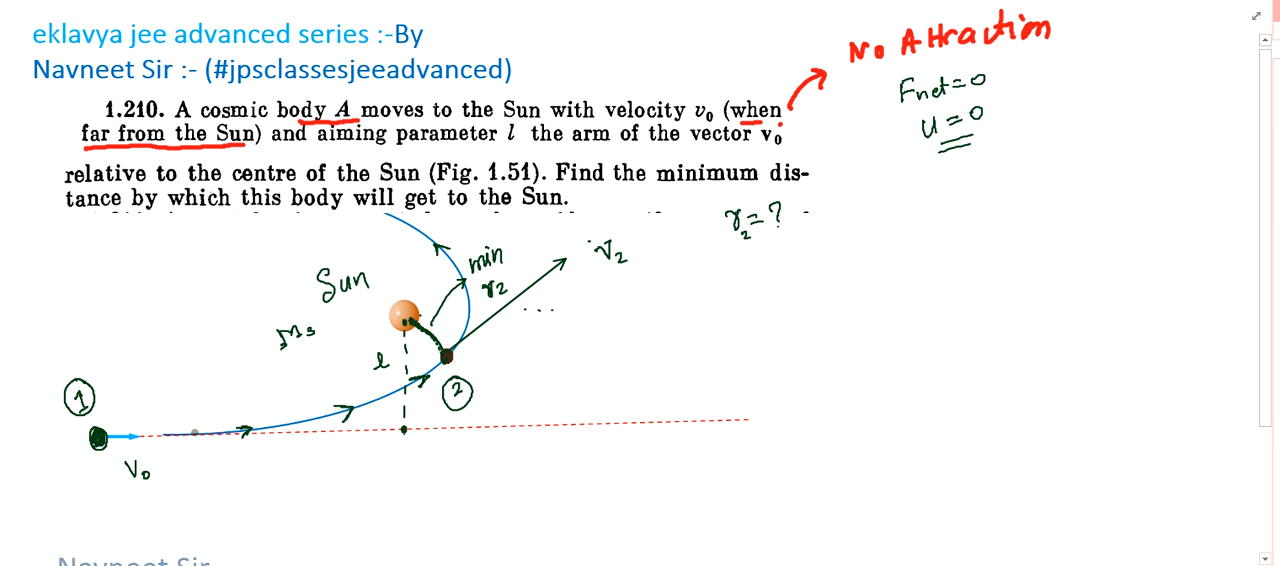 eklavya jee advanced series :-By
Navneet Sir :- (#jpsclassesjeeadvanced)
No Attraction
Fnet=0
U=0
1.210. A cosmic body A moves to the Sun with velocity v₀ (when
far from the Sun) and aiming parameter l the arm of the vector v₀
relative to the centre of the Sun (Fig. 1.51). Find the minimum dis-
tance by which this body will get to the Sun.
r₂=?
Sun
Ms
min
r₂
V₂
...
l
1
2
V₀
Navneet Sir